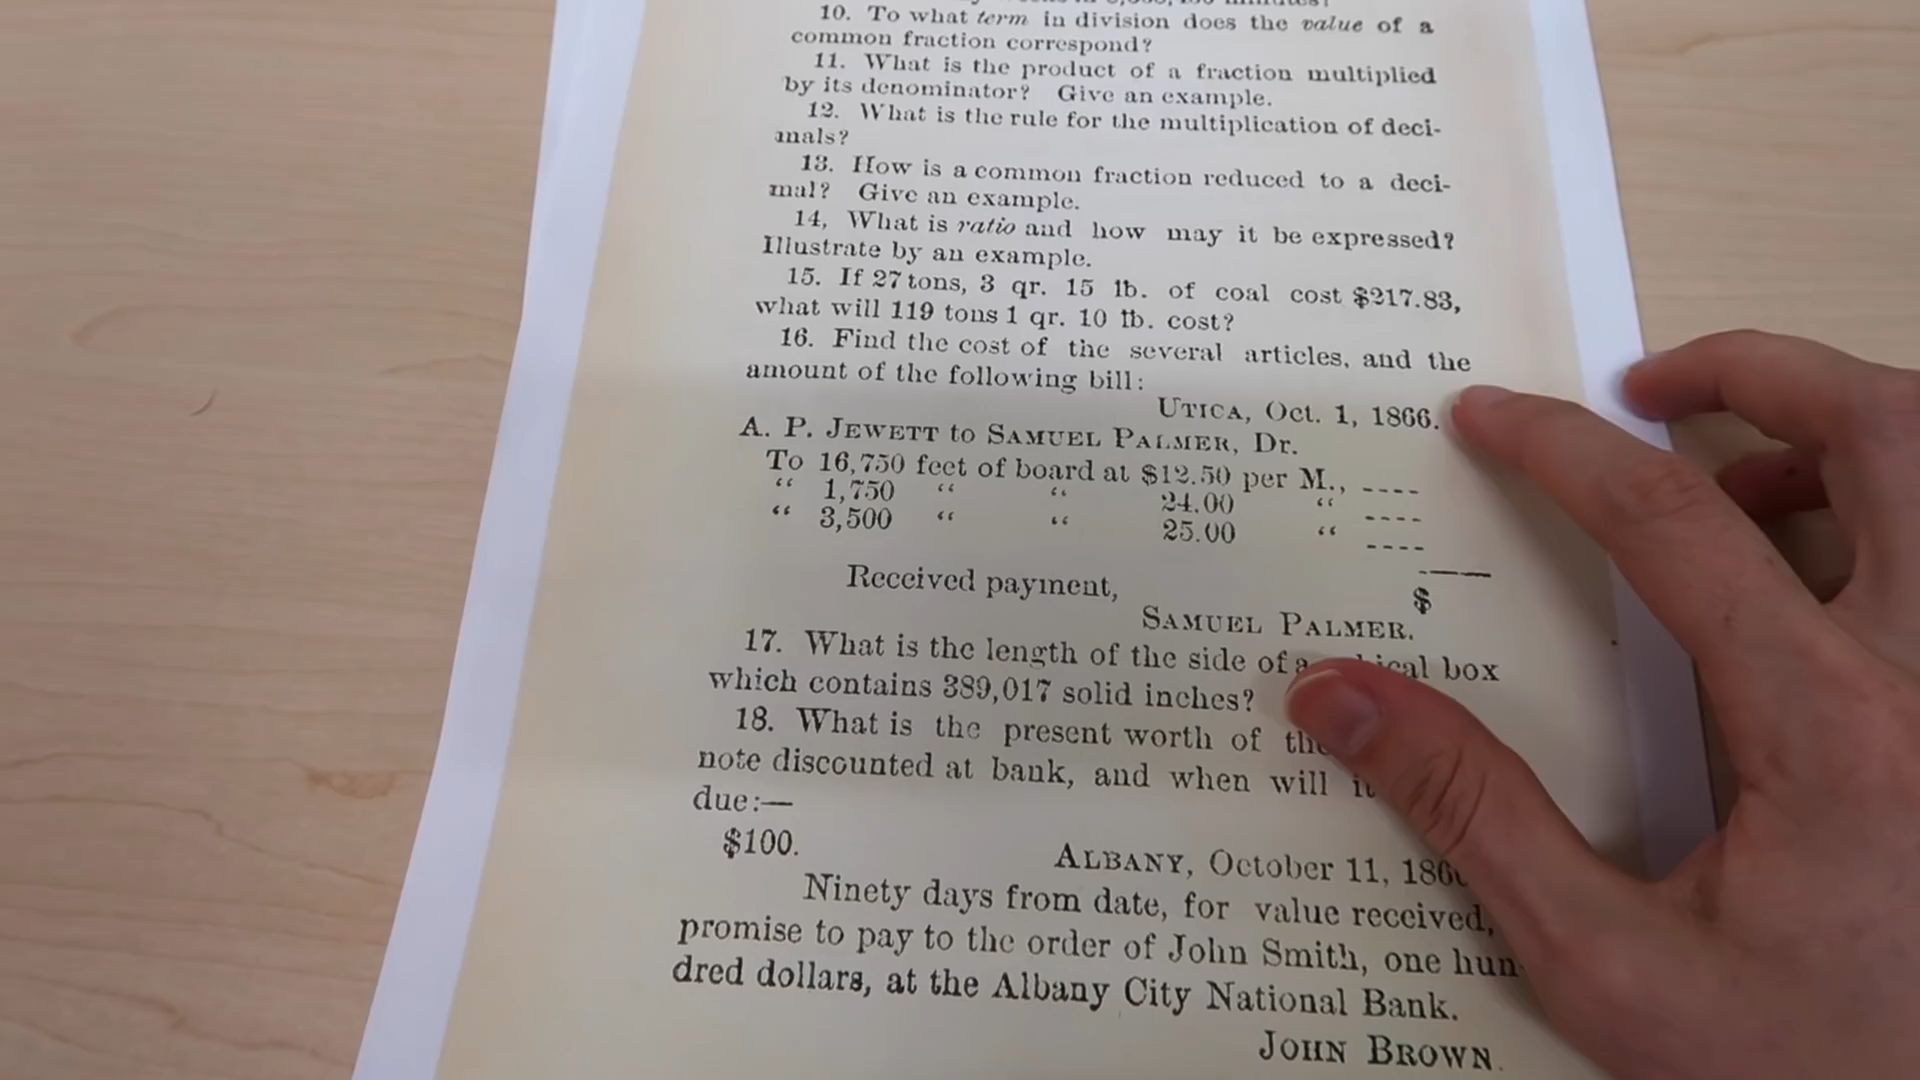 10. To what term in division does the value of a
common fraction correspond?
11. What is the product of a fraction multiplied
by its denominator? Give an example.
12. What is the rule for the multiplication of deci-
mals?
13. How is a common fraction reduced to a deci-
mal? Give an example.
14, What is ratio and how may it be expressed?
Illustrate by an example.
15. If 27 tons, 3 qr. 15 lb. of coal cost $217.83,
what will 119 tons 1 qr. 10 lb. cost?
16. Find the cost of the several articles, and the
amount of the following bill:
UTICA, Oct. 1, 1866.
A. P. JEWETT to SAMUEL PALMER, Dr.
To 16,750 feet of board at $12.50 per M., ----
“ 1,750 “ “ 24.00 “ ----
“ 3,500 “ “ 25.00 “ ----
Received payment, $
SAMUEL PALMER.
17. What is the length of the side of a box
which contains 389,017 solid inches?
18. What is the present worth of
note discounted at bank, and when will
due:—
$100.
ALBANY, October 11,
Ninety days from date, for value received,
promise to pay to the order of John Smith, one hun
dred dollars, at the Albany City National Bank.
JOHN BROWN.